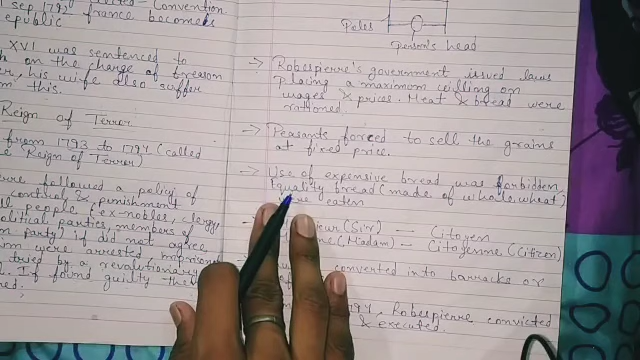 Convention
1 Sep 1792 france becomes
republic
XVI was sentenced to
on the charge of treason
his wife also suffer
this.
Reign of Terror
from 1793 to 1794 (called
Reign of Terror)
followed a policy of
control & punishment
people (ex-nobles, clergy,
political parties, members of
party) if did not agree
were arrested imprisoned
tried by a revolutionary
If found guilty the
Poles
person's head
→ Robespierre's government issued laws
placing a maximum ceilling on
wages & prices. Meat & bread were
rationed
→ Peasants forced to sell the grains
at fixed price.
→ Use of expensive bread was forbidden
Equality bread (made of whole wheat)
eaten
(Sir) — Citoyen
(Madam) — Citoyenne (Citizen)
converted into barracks or
Robespierre convicted
& executed